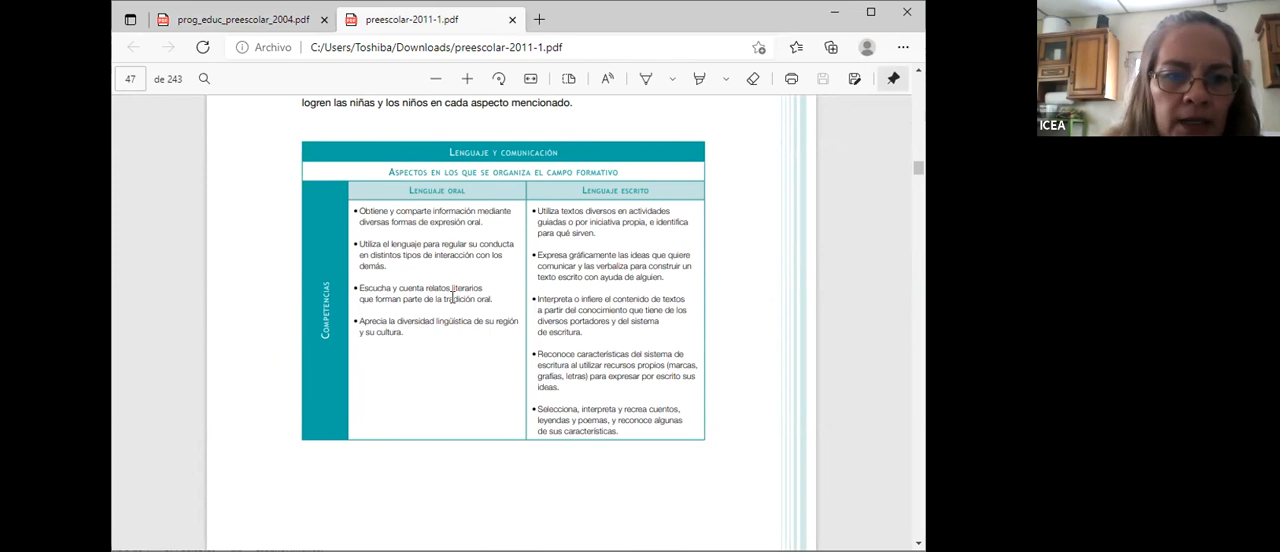 prog_educ_preescolar_2004.pdf
preescolar-2011-1.pdf
Archivo
C:/Users/Toshiba/Downloads/preescolar-2011-1.pdf
47 de 243
logren las niñas y los niños en cada aspecto mencionado.
LENGUAJE Y COMUNICACIÓN
ASPECTOS EN LOS QUE SE ORGANIZA EL CAMPO FORMATIVO
COMPETENCIAS
LENGUAJE ORAL
• Obtiene y comparte información mediante
diversas formas de expresión oral.
• Utiliza el lenguaje para regular su conducta
en distintos tipos de interacción con los
demás.
• Escucha y cuenta relatos literarios
que forman parte de la tradición oral.
• Aprecia la diversidad lingüística de su región
y su cultura.
LENGUAJE ESCRITO
• Utiliza textos diversos en actividades
guiadas o por iniciativa propia, e identifica
para qué sirven.
• Expresa gráficamente las ideas que quiere
comunicar y las verbaliza para construir un
texto escrito con ayuda de alguien.
• Interpreta o infiere el contenido de textos
a partir del conocimiento que tiene de los
diversos portadores y del sistema
de escritura.
• Reconoce características del sistema de
escritura al utilizar recursos propios (marcas,
grafías, letras) para expresar por escrito sus
ideas.
• Selecciona, interpreta y recrea cuentos,
leyendas y poemas, y reconoce algunas
de sus características.
ICEA